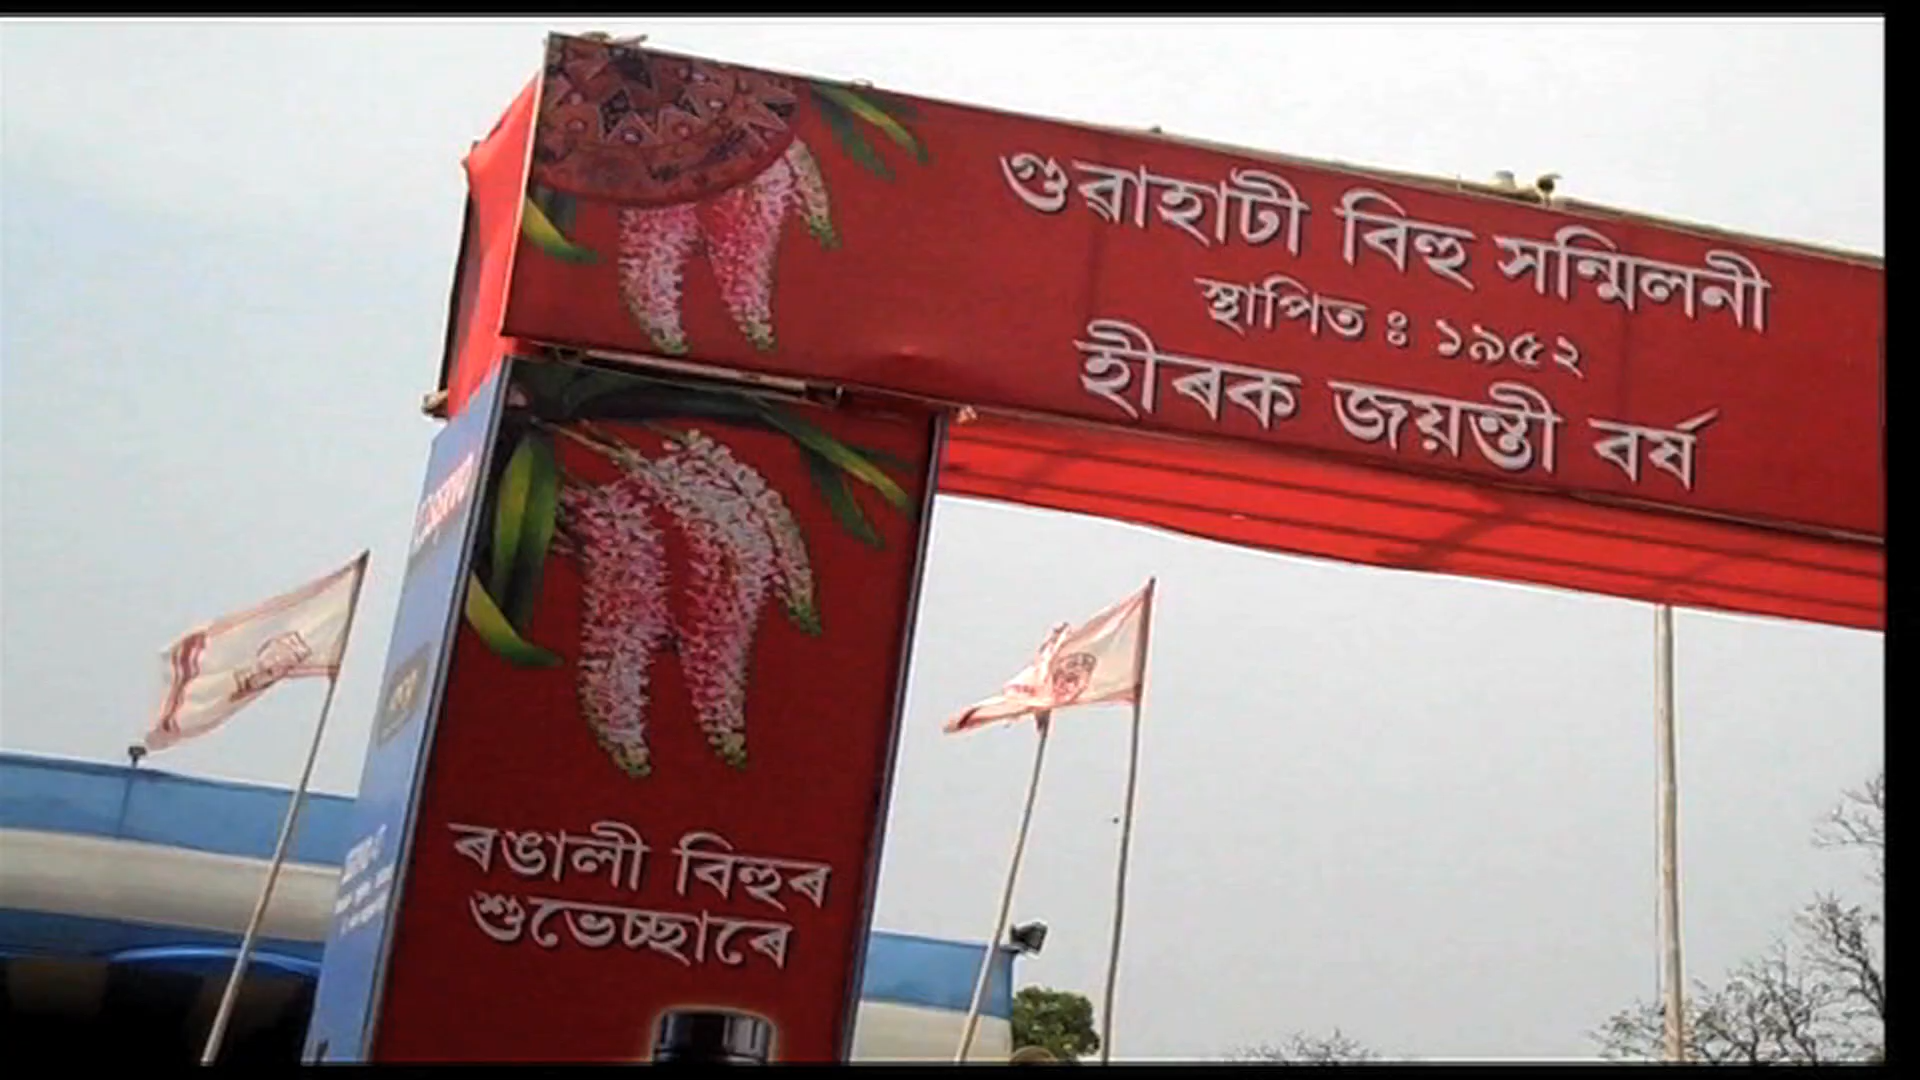 গুৱাহাটী বিহু সন্মিলনী
স্থাপিত ঃ ১৯৫২
হীৰক জয়ন্তী বৰ্ষ
ৰঙালী বিহুৰ
শুভেচ্ছাৰে